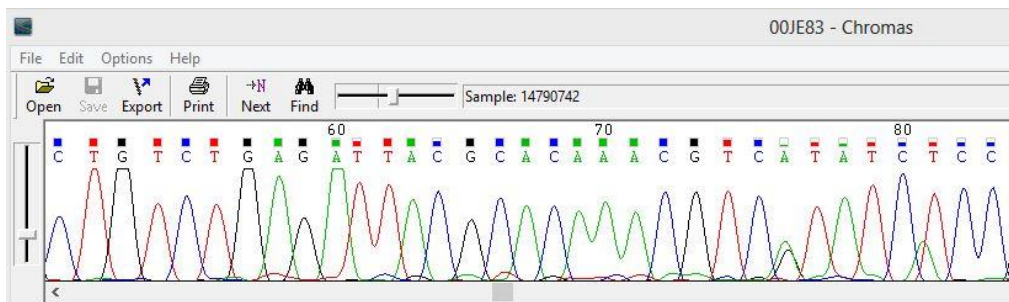 00JE83 - Chromas
File Edit Options Help
Open Save Export Print →N Next Find Sample: 14790742
60 70 80
C T G T C T G A G A T T A C G C A C A A A C G T C A T A T C T C C